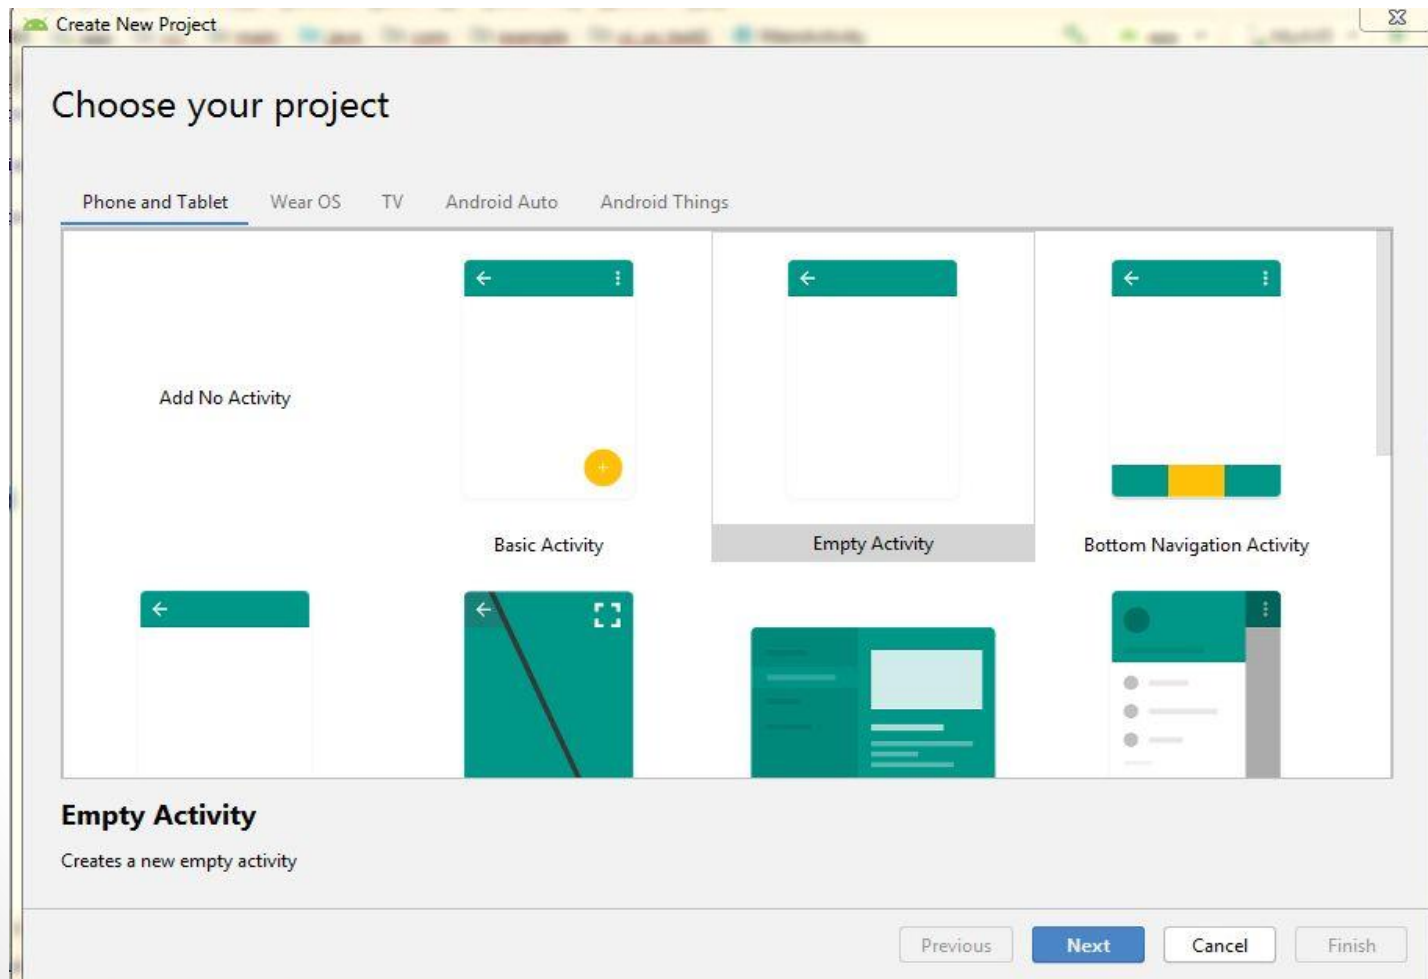 Create New Project
Choose your project
Phone and Tablet Wear OS TV Android Auto Android Things
Add No Activity
Basic Activity
Empty Activity
Bottom Navigation Activity
Empty Activity
Creates a new empty activity
Previous Next Cancel Finish